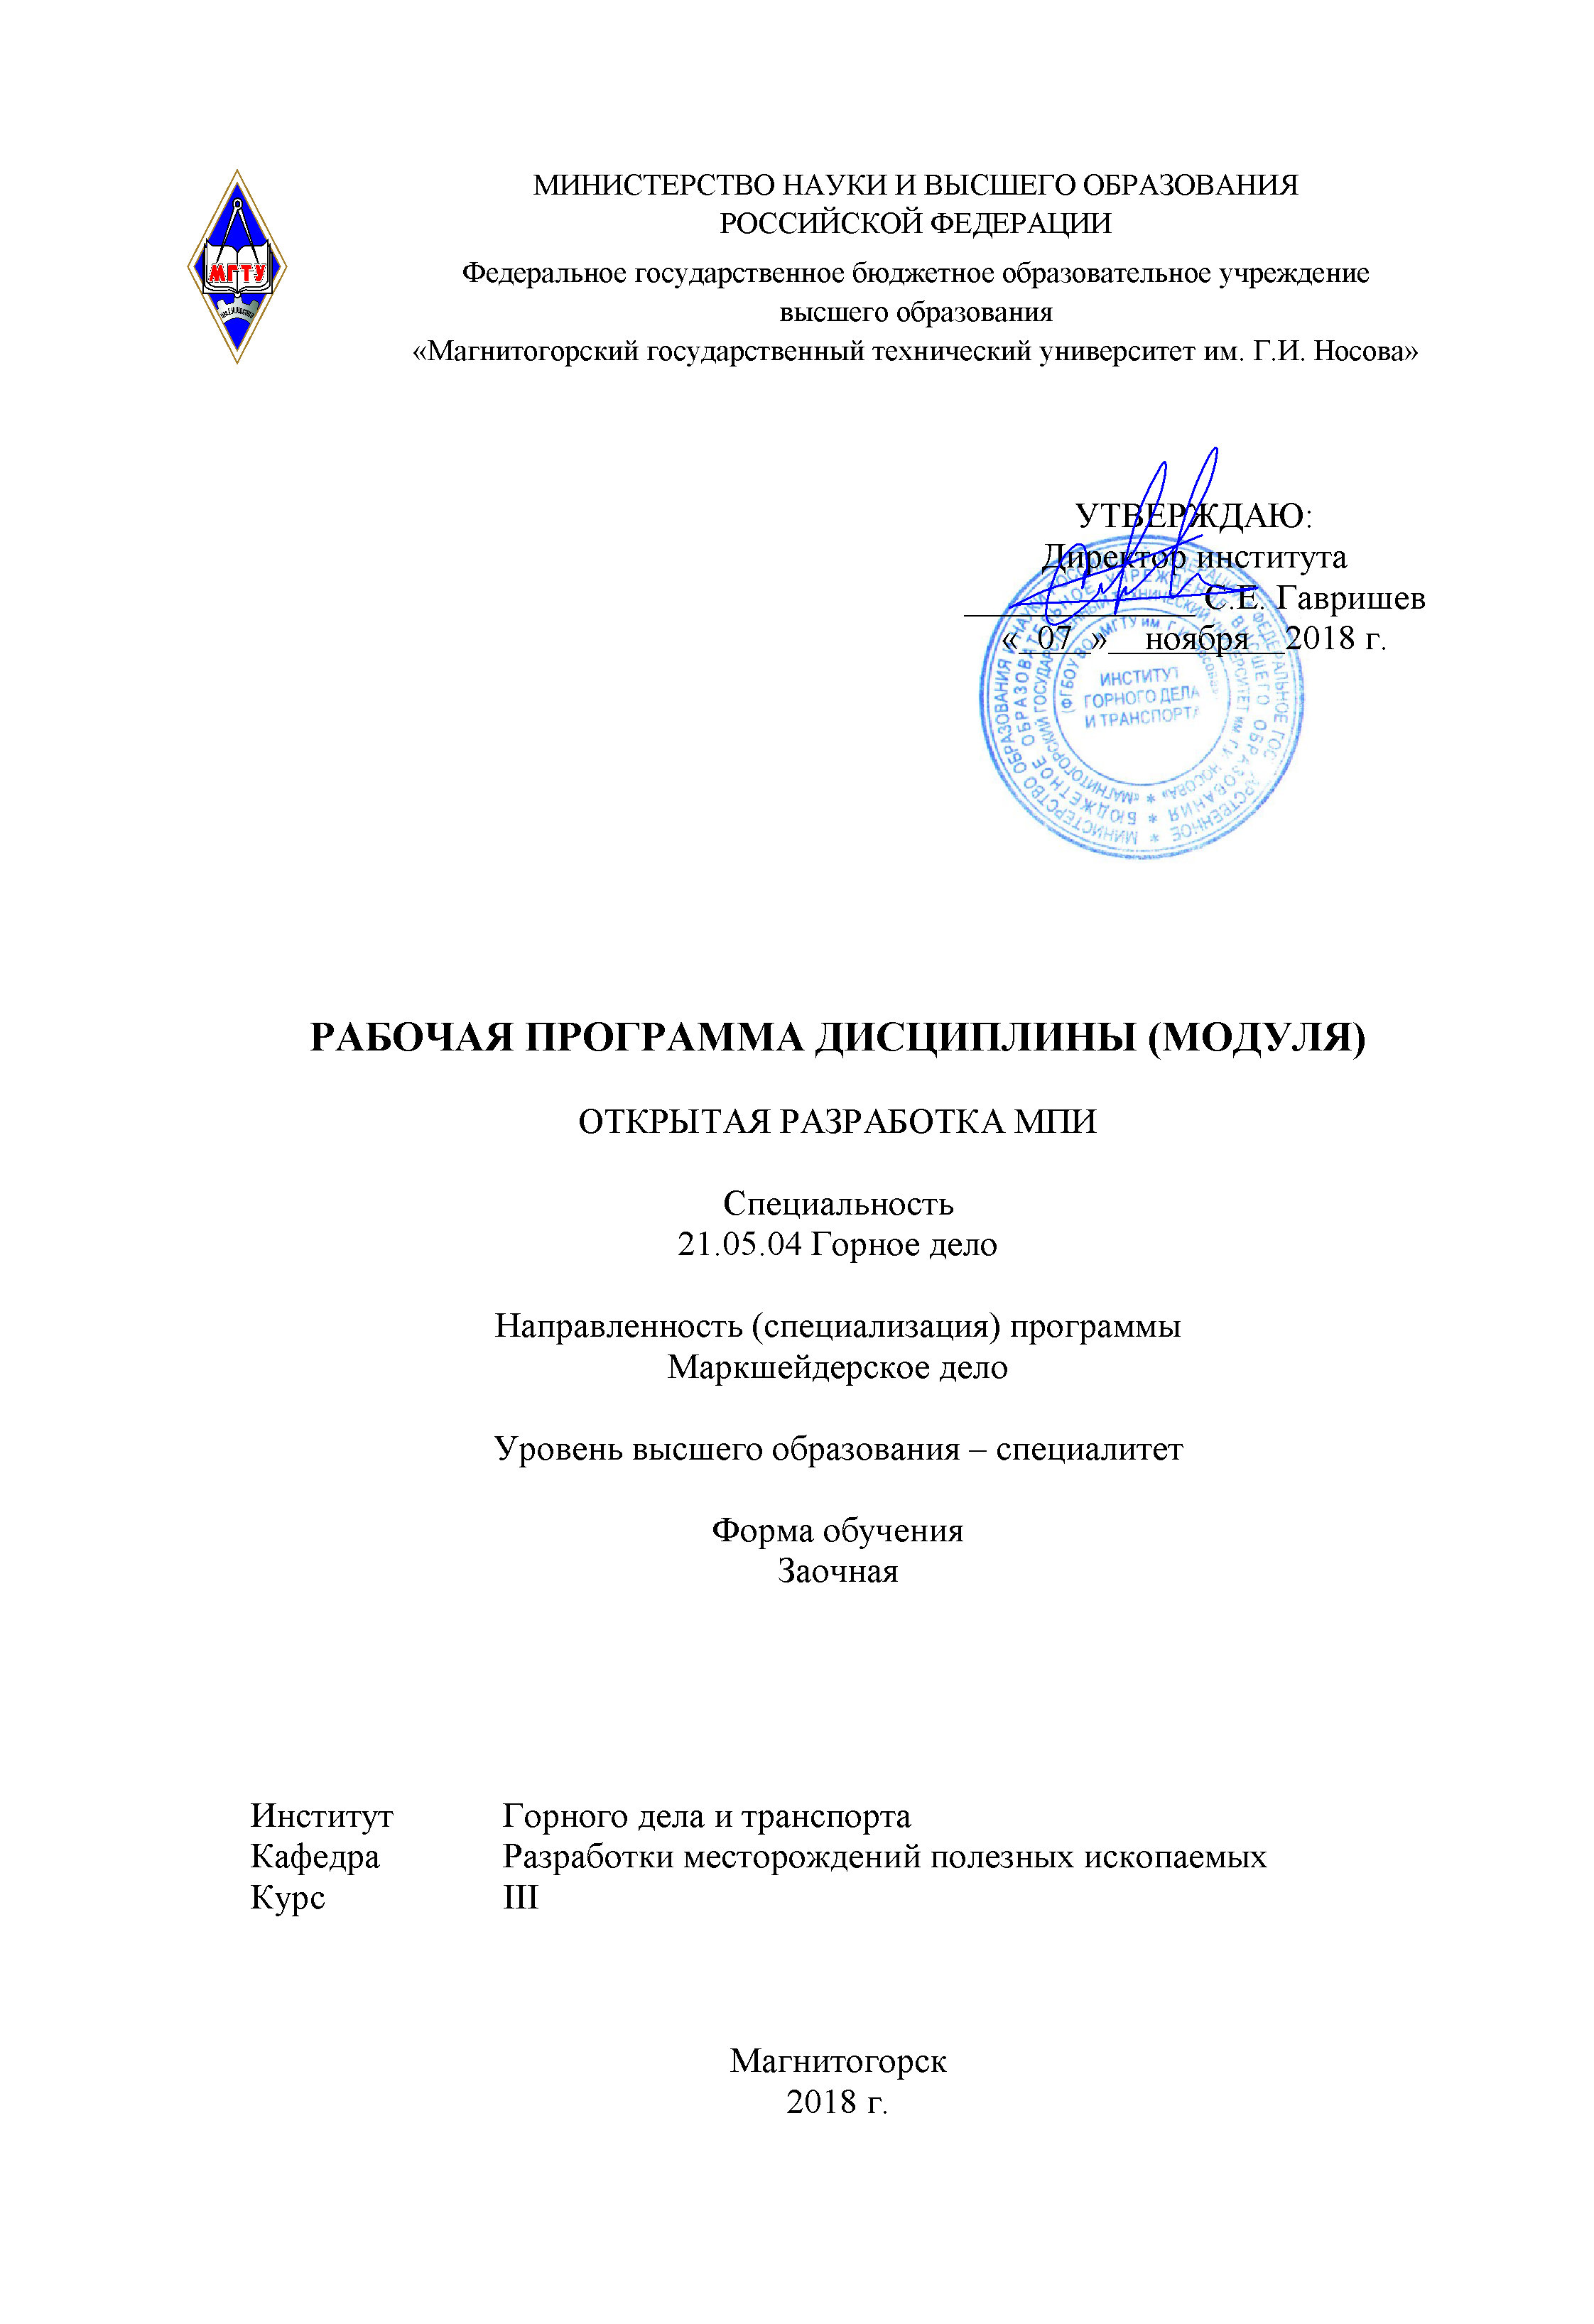 МИНИСТЕРСТВО НАУКИ И ВЫСШЕГО ОБРАЗОВАНИЯ
РОССИЙСКОЙ ФЕДЕРАЦИИ
Федеральное государственное бюджетное образовательное учреждение
высшего образования
«Магнитогорский государственный технический университет им. Г.И. Носова»
МГТУ
УТВЕРЖДАЮ:
Директор института
С.Е. Гавришев
« 07 » ноября 2018 г.
ИНСТИТУТ
ГОРНОГО ДЕЛА
И ТРАНСПОРТА
РАБОЧАЯ ПРОГРАММА ДИСЦИПЛИНЫ (МОДУЛЯ)
ОТКРЫТАЯ РАЗРАБОТКА МПИ
Специальность
21.05.04 Горное дело
Направленность (специализация) программы
Маркшейдерское дело
Уровень высшего образования – специалитет
Форма обучения
Заочная
Институт Горного дела и транспорта
Кафедра Разработки месторождений полезных ископаемых
Курс III
Магнитогорск
2018 г.